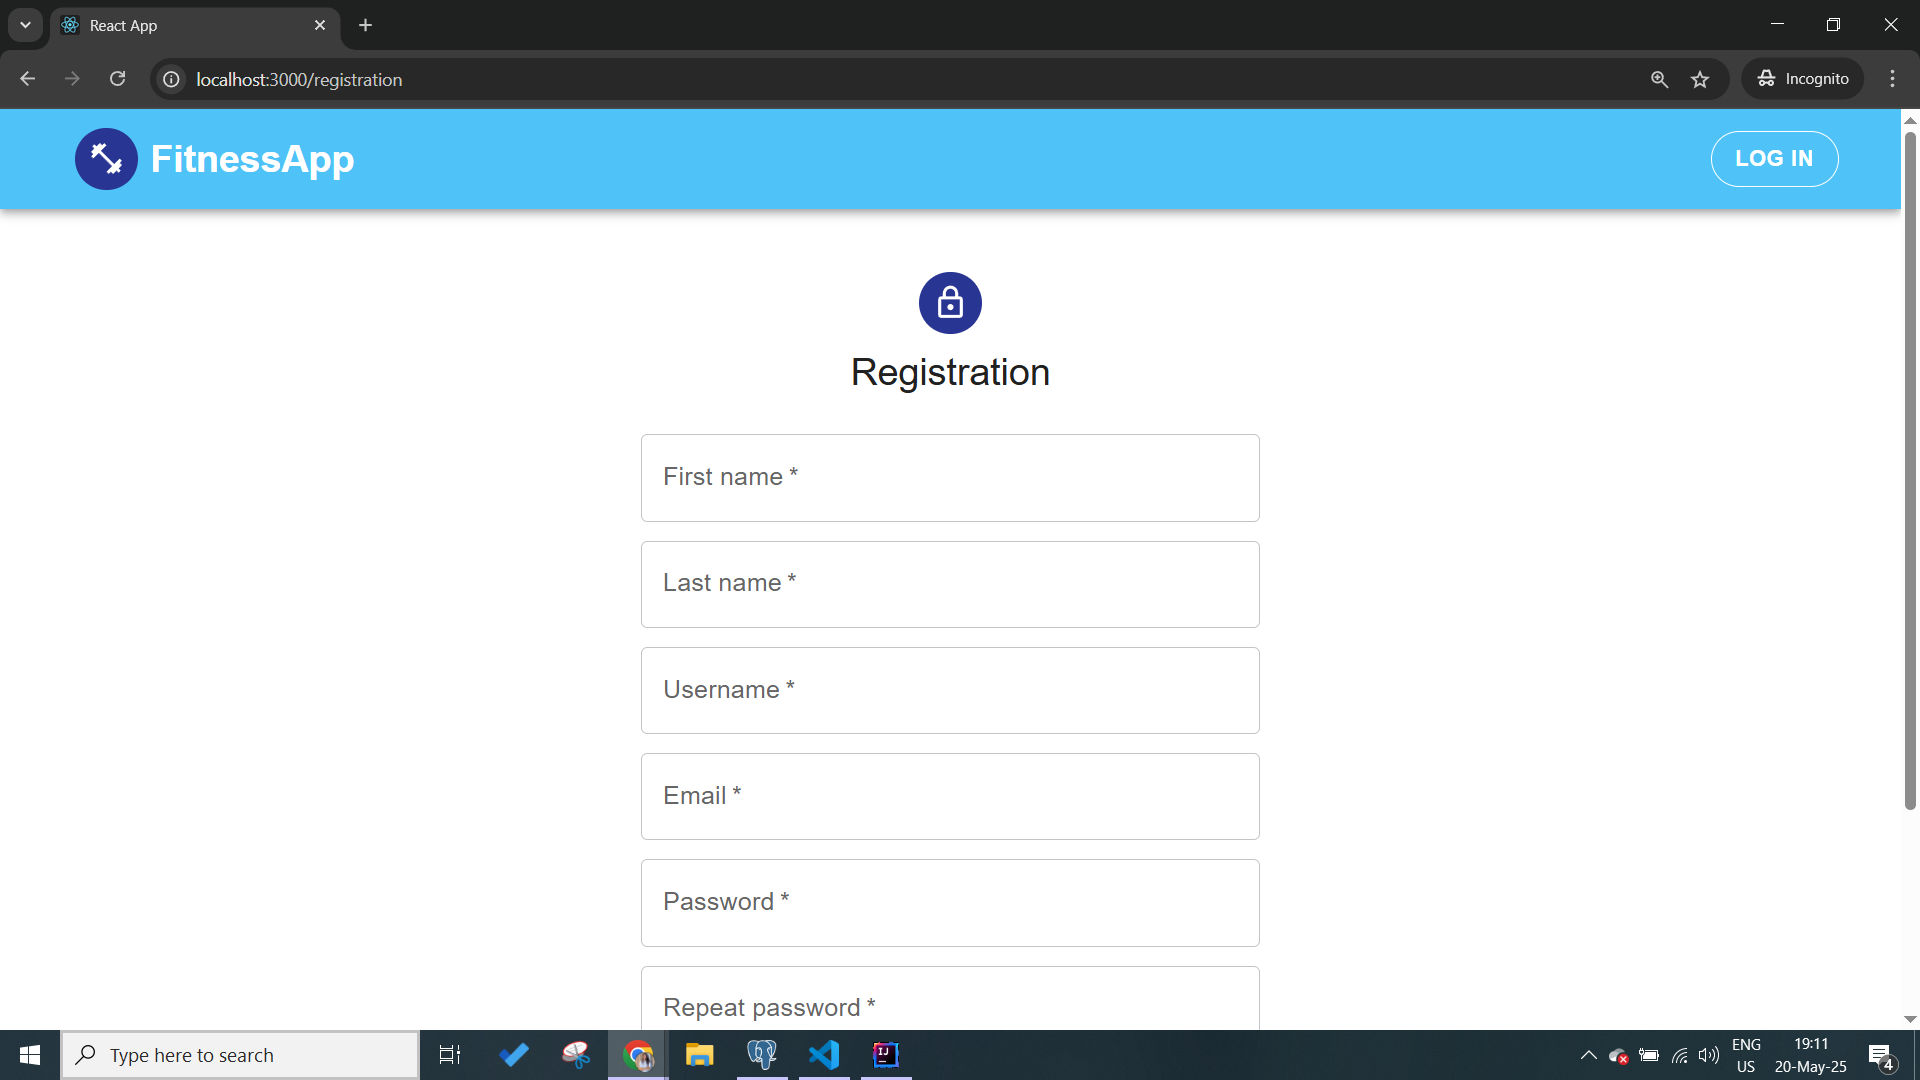 React App
localhost:3000/registration
Incognito
FitnessApp
LOG IN
Registration
First name *
Last name *
Username *
Email *
Password *
Repeat password *
Type here to search
IJ
ENG
US
19:11
20-May-25
4